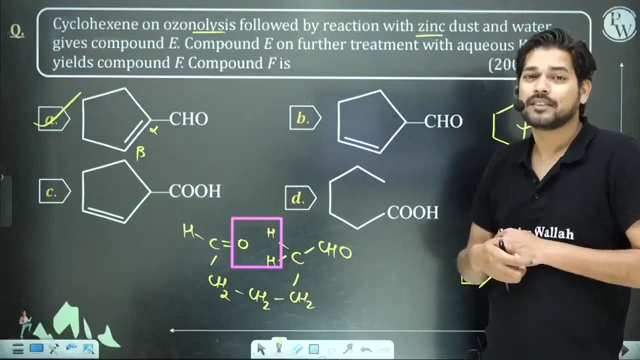 Q. Cyclohexene on ozonolysis followed by reaction with zinc dust and water
gives compound E. Compound E on further treatment with aqueous
yields compound F. Compound F is (20
a. CHO
α
β
b. CHO
c. COOH
d. COOH
H H
C=O H C CHO
CH2 - CH2 - CH2
Wallah
PW